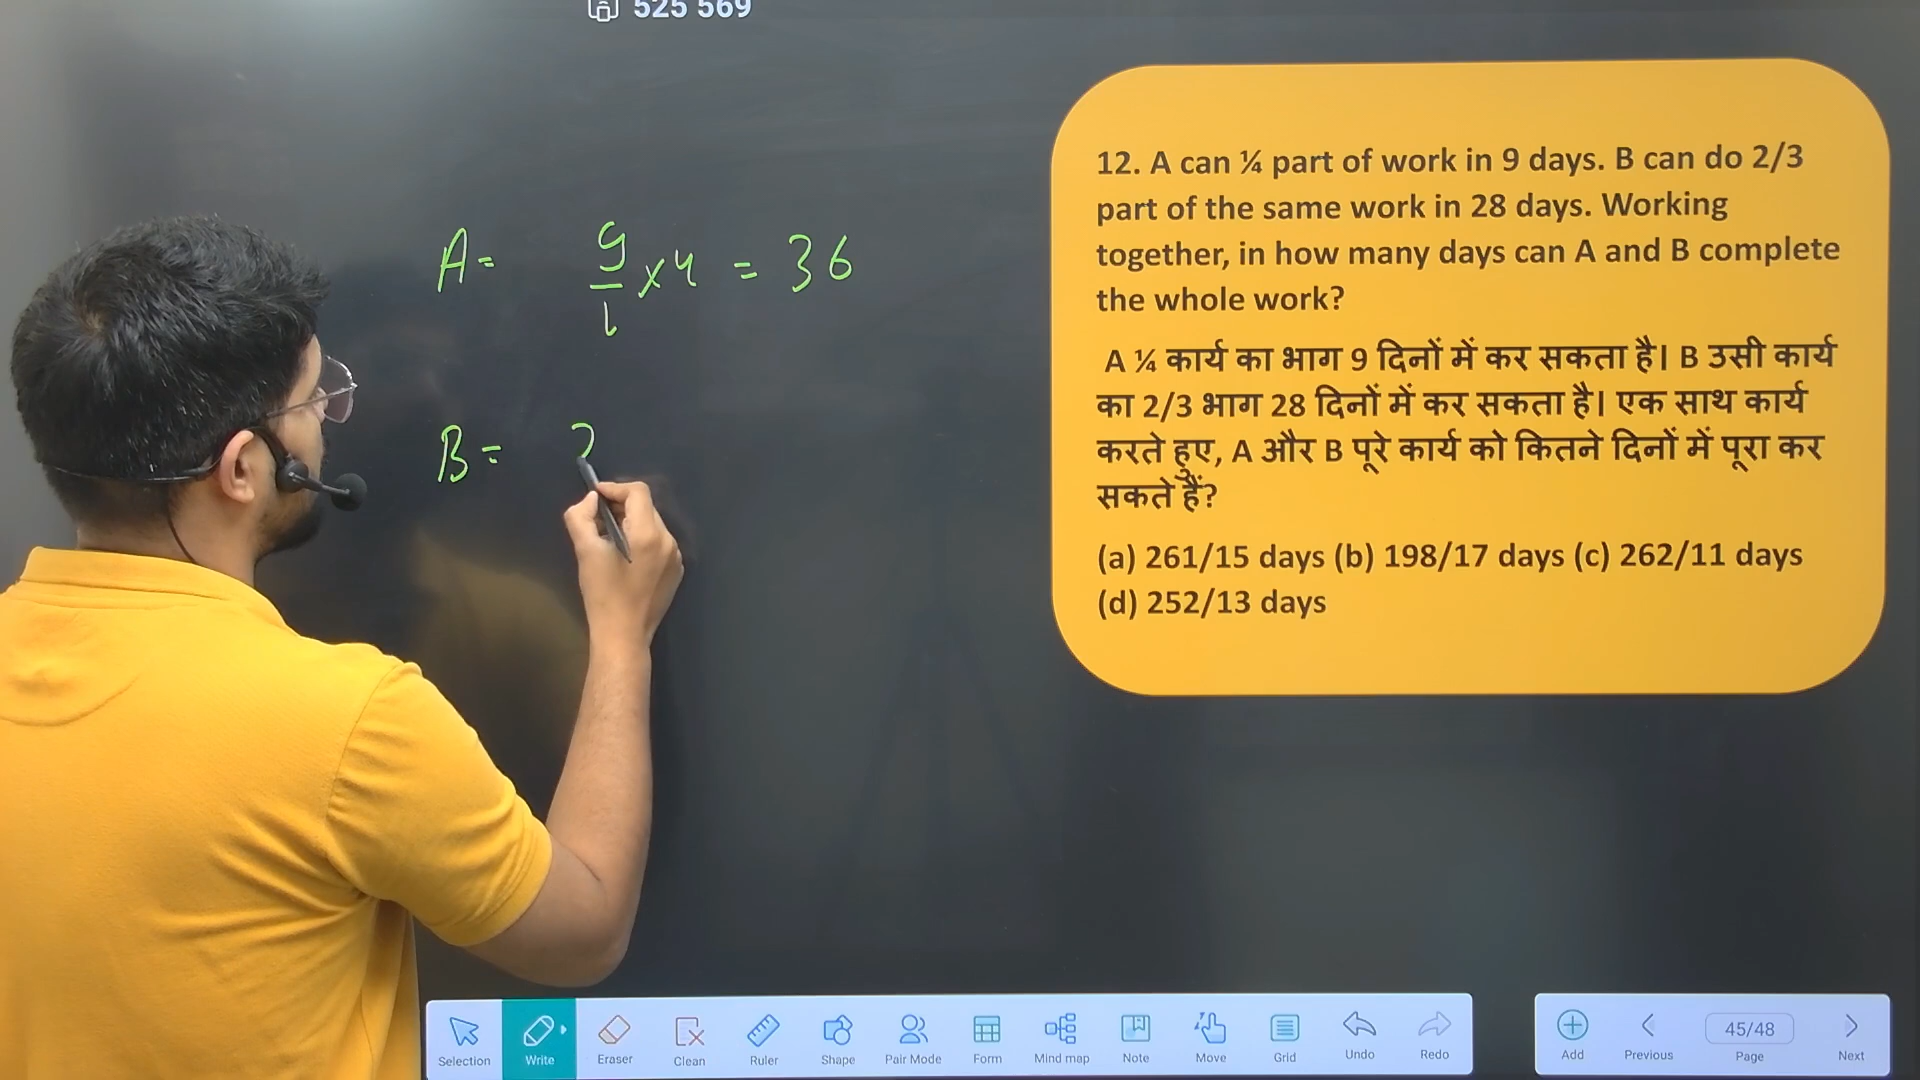 525 569
A= 9/1 x4 = 36
B= 2
12. A can ¼ part of work in 9 days. B can do 2/3
part of the same work in 28 days. Working
together, in how many days can A and B complete
the whole work?
A ¼ कार्य का भाग 9 दिनों में कर सकता है। B उसी कार्य
का 2/3 भाग 28 दिनों में कर सकता है। एक साथ कार्य
करते हुए, A और B पूरे कार्य को कितने दिनों में पूरा कर
सकते हैं?
(a) 261/15 days (b) 198/17 days (c) 262/11 days
(d) 252/13 days
Selection Write Eraser Clean Ruler Shape Pair Mode Form Mind map Note Move Grid Undo Redo
Add Previous 45/48 Page Next